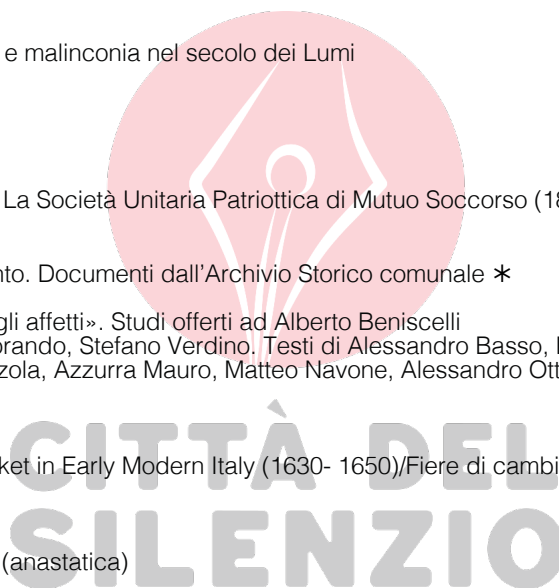 e malinconia nel secolo dei Lumi
La Società Unitaria Patriottica di Mutuo Soccorso (18
nto. Documenti dall'Archivio Storico comunale *
gli affetti». Studi offerti ad Alberto Beniscelli
orando, Stefano Verdino. Testi di Alessandro Basso,
zola, Azzurra Mauro, Matteo Navone, Alessandro Ott
CITTÀ DEL
ket in Early Modern Italy (1630- 1650)/Fiere di cambi
SILENZIO
(anastatica)